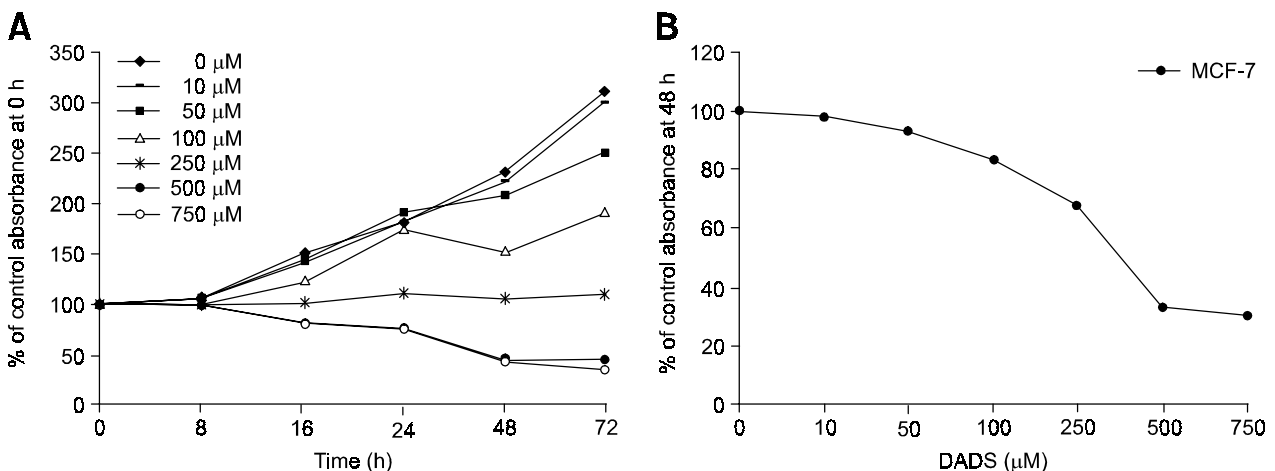 A
% of control absorbance at 0 h
350
300
250
200
150
100
50
0
0 μM
10 μM
50 μM
100 μM
250 μM
500 μM
750 μM
0 8 16 24 48 72
Time (h)
B
% of control absorbance at 48 h
120
100
80
60
40
20
0
MCF-7
0 10 50 100 250 500 750
DADS (μM)